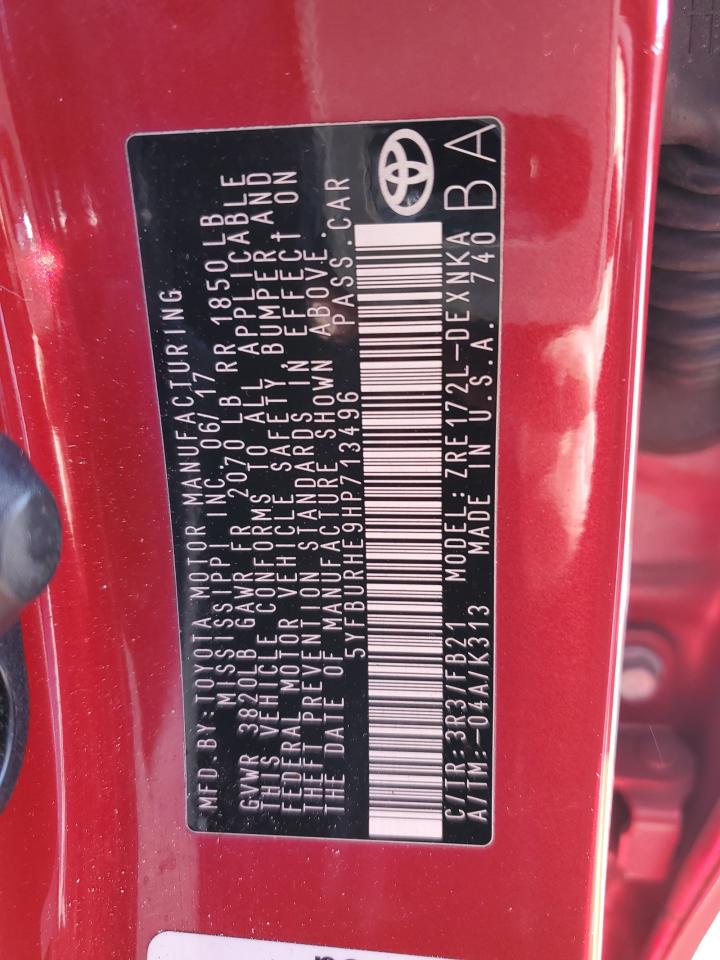 MFD.BY:TOYOTA MOTOR MANUFACTURING
MISSISSIPPI INC. 06/17
GVWR 3820LB GAWR FR 2070LB RR 1850LB
THIS VEHICLE CONFORMS TO ALL APPLICABLE
FEDERAL MOTOR VEHICLE SAFETY, BUMPER AND
THEFT PREVENTION STANDARDS IN EFFECT ON
THE DATE OF MANUFACTURE SHOWN ABOVE.
5YFBURHE9HP713496 PASS.CAR
C/TR:3R3/FB21 MODEL:ZRE172L-DEXNKA
A/TM:-04A/K313 MADE IN U.S.A. 740
BA